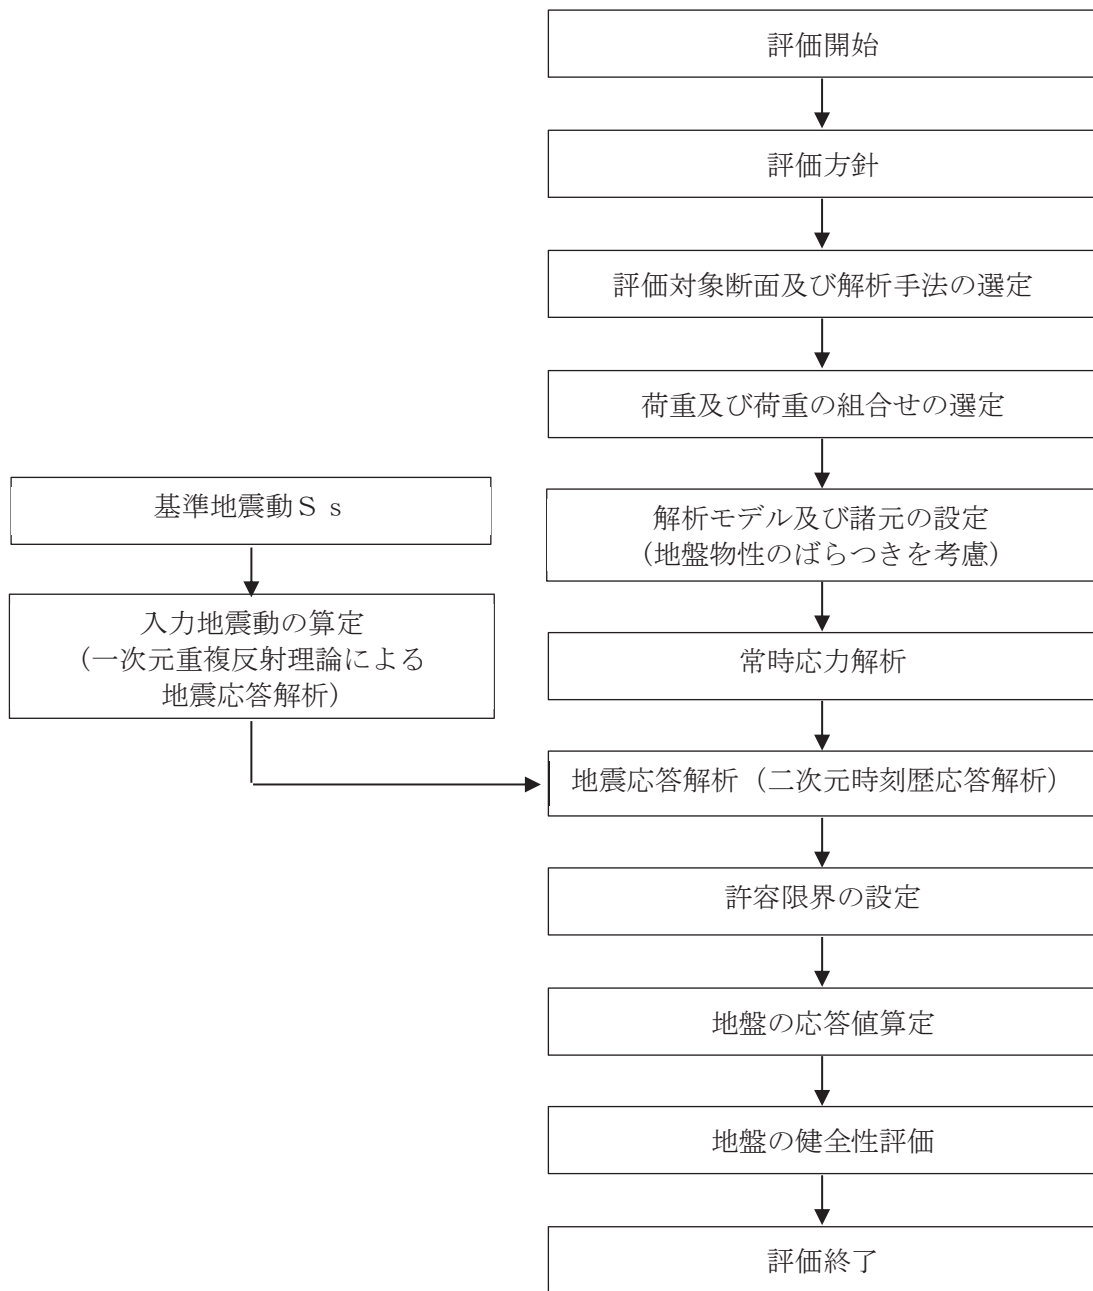 評価開始
評価方針
評価対象断面及び解析手法の選定
荷重及び荷重の組合せの選定
基準地震動Ｓｓ
解析モデル及び諸元の設定
（地盤物性のばらつきを考慮）
入力地震動の算定
（一次元重複反射理論による
地震応答解析）
常時応力解析
地震応答解析（二次元時刻歴応答解析）
許容限界の設定
地盤の応答値算定
地盤の健全性評価
評価終了